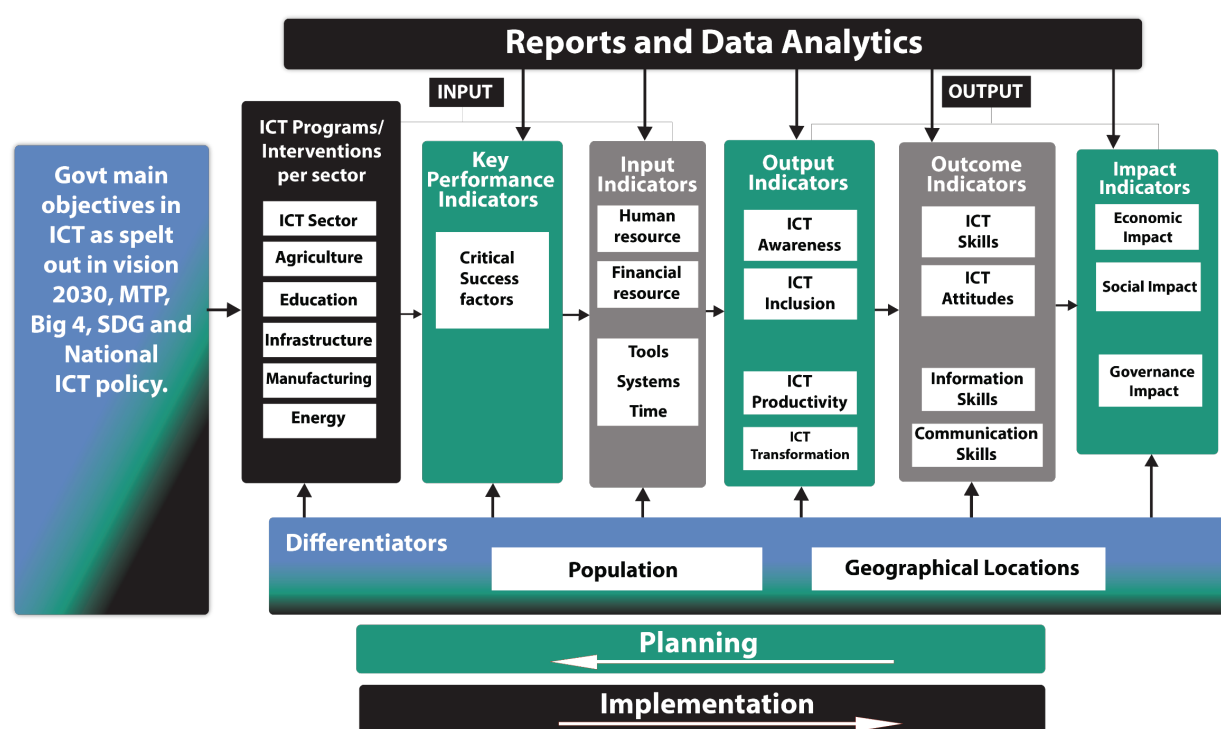 Reports and Data Analytics
INPUT
OUTPUT
Govt main
objectives in
ICT as spelt
out in vision
2030, MTP,
Big 4, SDG and
National
ICT policy.
ICT Programs/
Interventions
per sector
ICT Sector
Agriculture
Education
Infrastructure
Manufacturing
Energy
Key
Performance
Indicators
Critical
Success
factors
Input
Indicators
Human
resource
Financial
resource
Tools
Systems
Time
Output
Indicators
ICT
Awareness
ICT
Inclusion
ICT
Productivity
ICT
Transformation
Outcome
Indicators
ICT
Skills
ICT
Attitudes
Information
Skills
Communication
Skills
Impact
Indicators
Economic
Impact
Social Impact
Governance
Impact
Differentiators
Population
Geographical Locations
Planning
Implementation